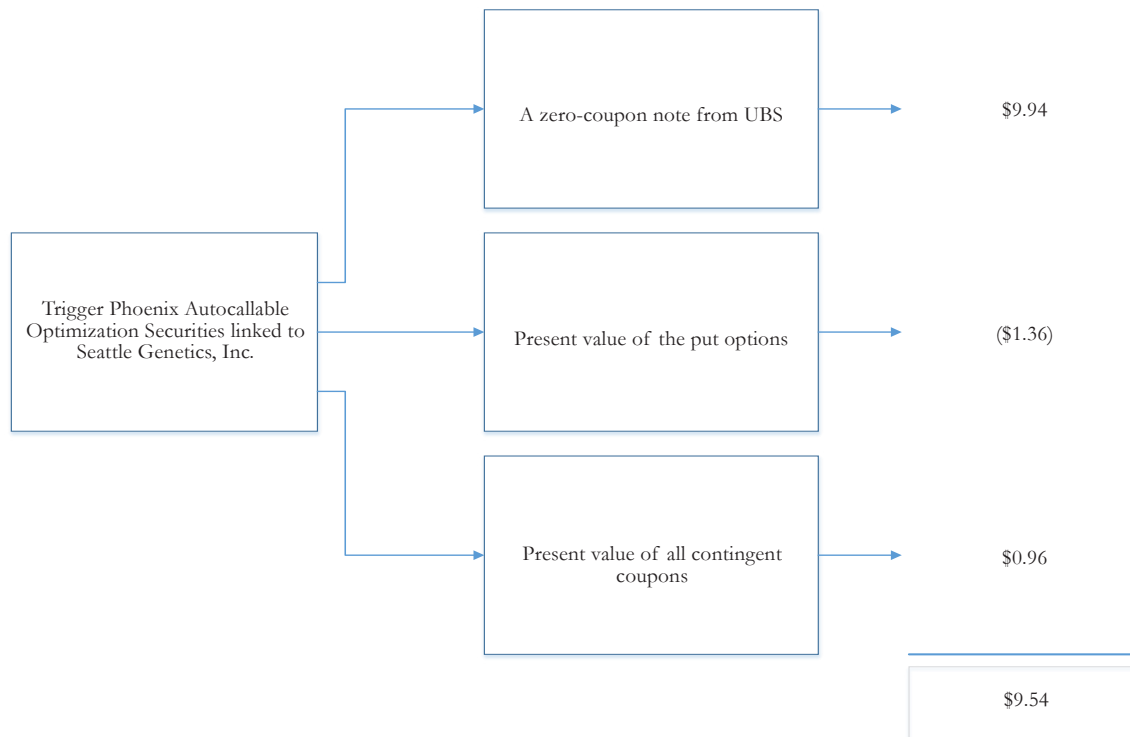 A zero-coupon note from UBS
$9.94
Trigger Phoenix Autocallable
Optimization Securities linked to
Seattle Genetics, Inc.
Present value of the put options
($1.36)
Present value of all contingent
coupons
$0.96
$9.54